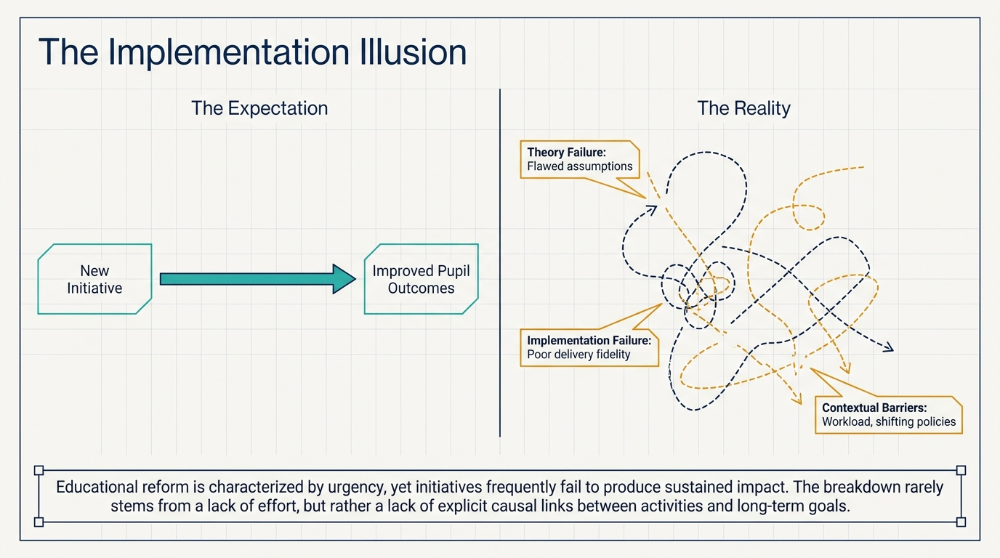 The Implementation Illusion
The Expectation
New
Initiative
Improved Pupil
Outcomes
The Reality
Theory Failure:
Flawed assumptions
Implementation Failure:
Poor delivery fidelity
Contextual Barriers:
Workload, shifting policies
Educational reform is characterized by urgency, yet initiatives frequently fail to produce sustained impact. The breakdown rarely
stems from a lack of effort, but rather a lack of explicit causal links between activities and long-term goals.